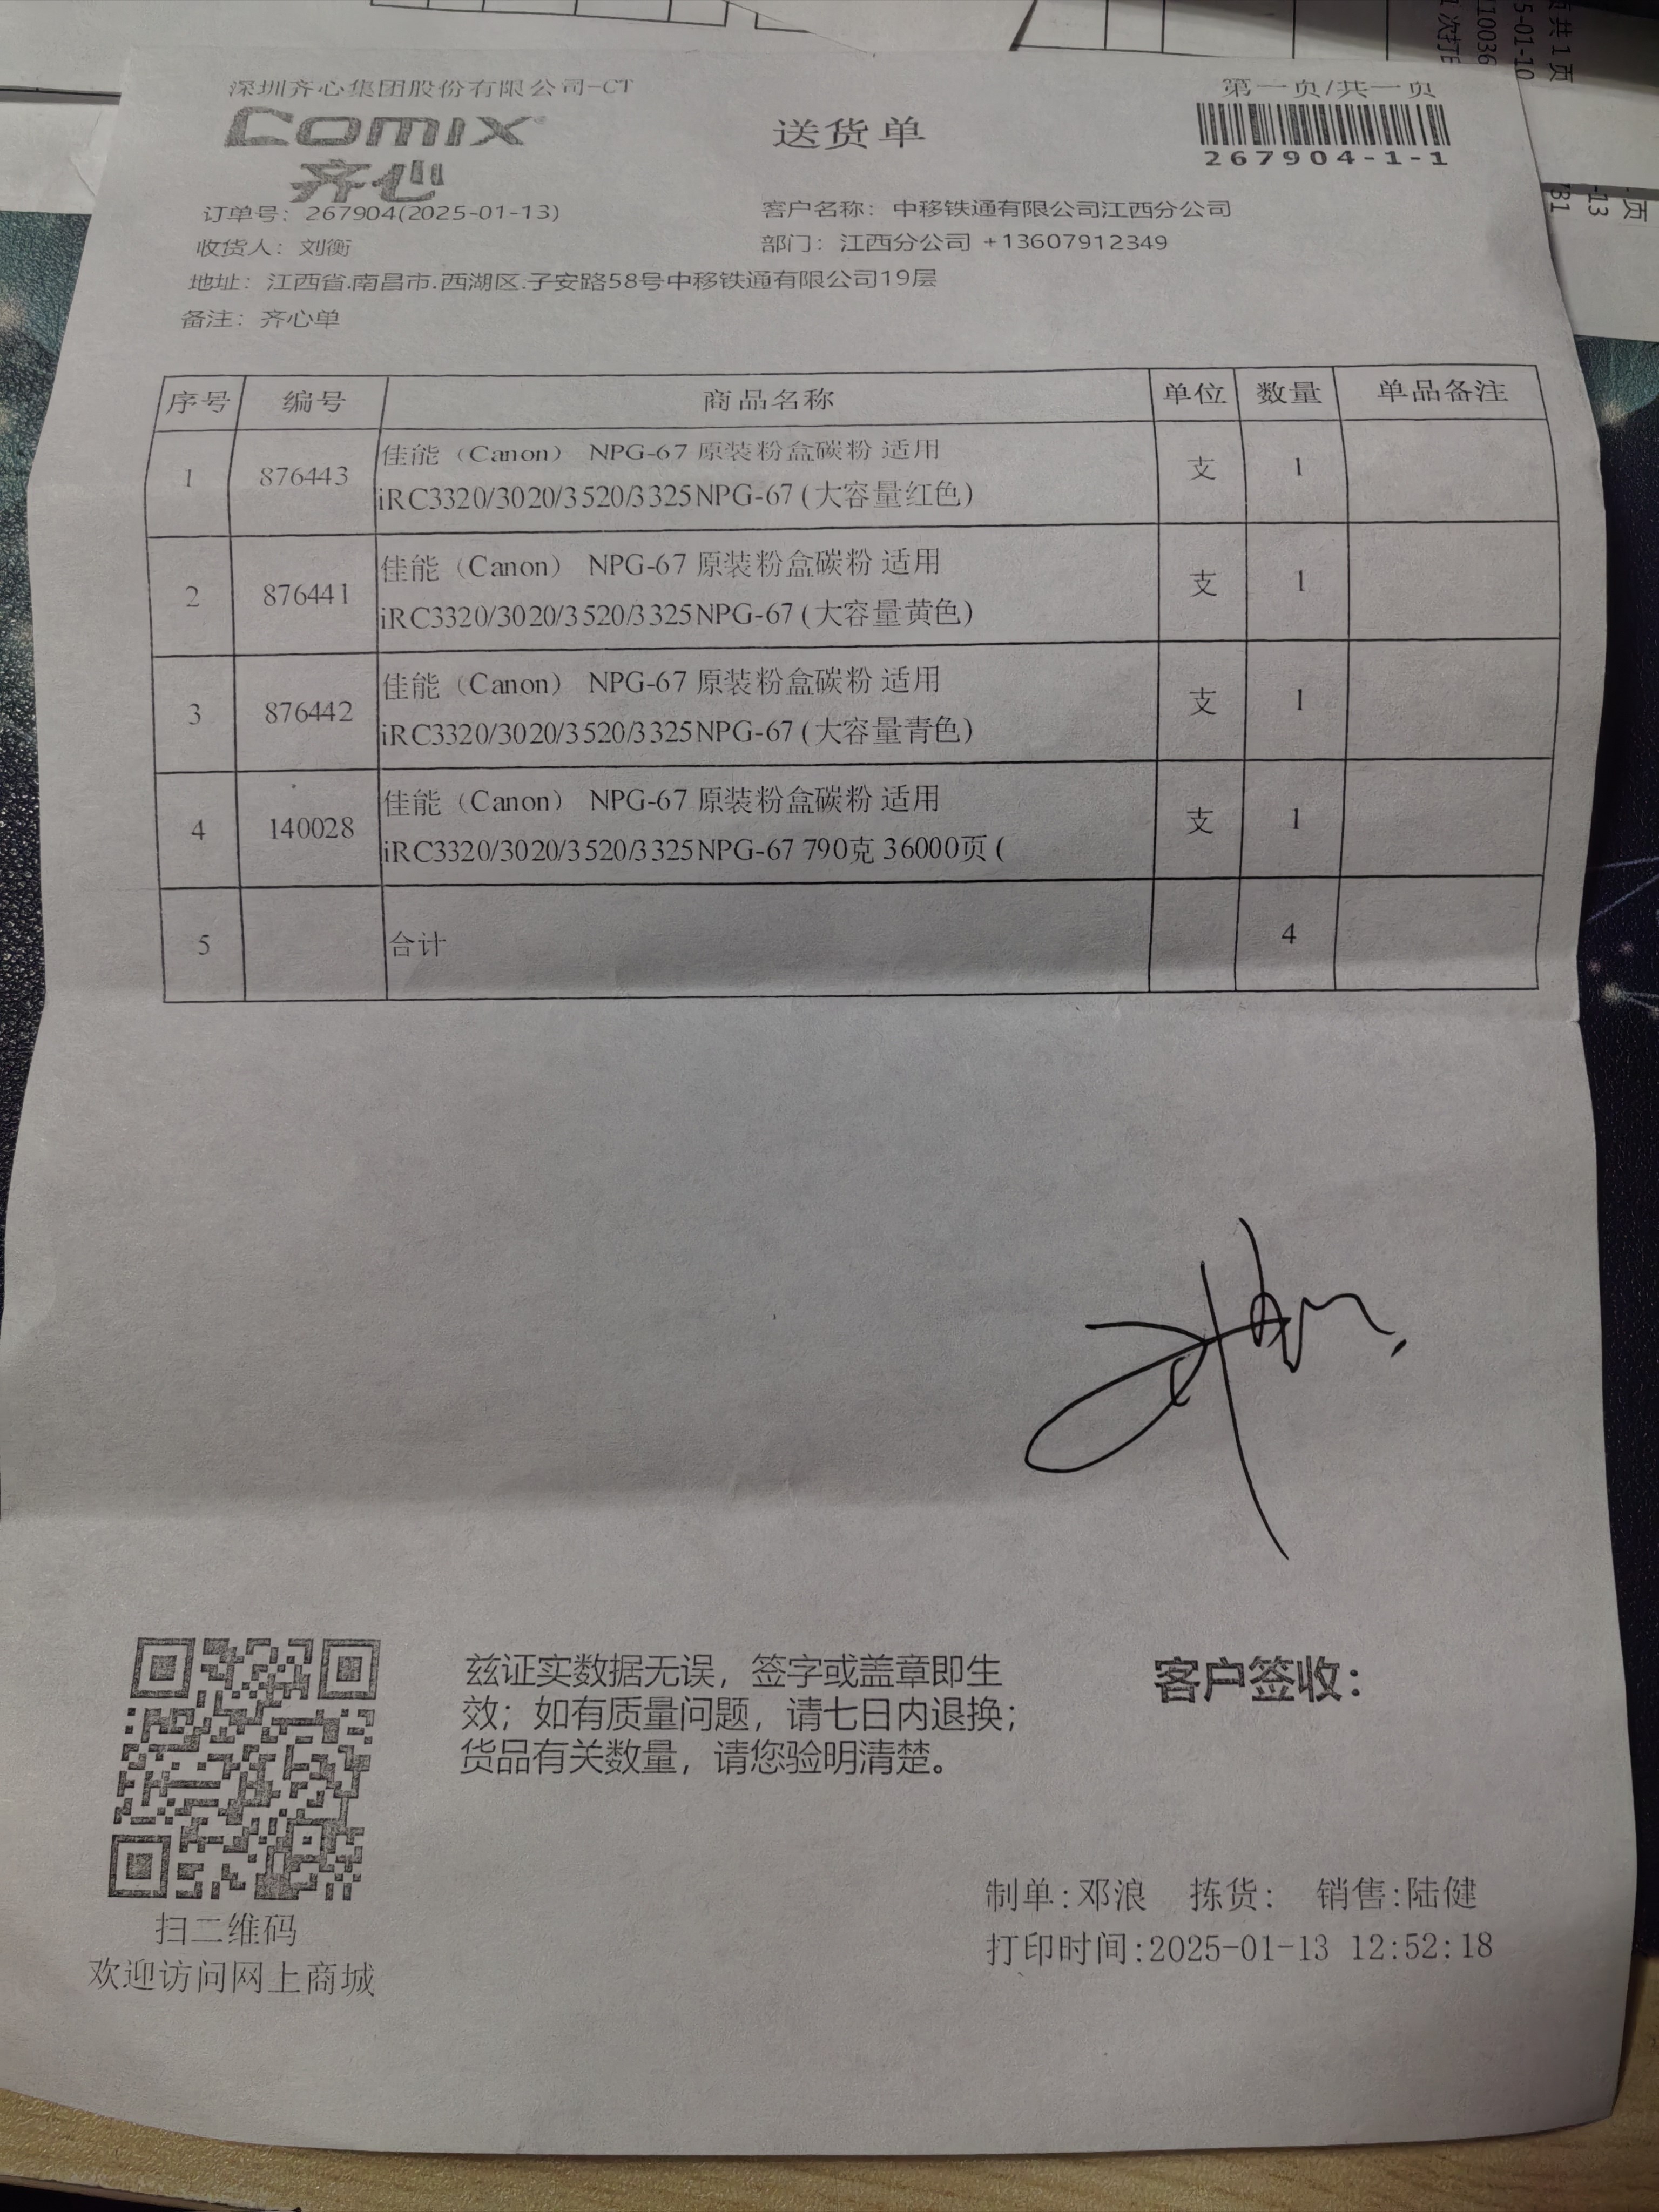 深圳齐心集团股份有限公司-CT
第一页/共一页
comix
齐心
送货单
267904-1-1
订单号：267904(2025-01-13)
客户名称：中移铁通有限公司江西分公司
收货人：刘衡
部门：江西分公司 +13607912349
地址：江西省.南昌市.西湖区.子安路58号中移铁通有限公司19层
备注：齐心单
序号 编号 商品名称 单位 数量 单品备注
1 876443 佳能（Canon） NPG-67 原装粉盒碳粉 适用 支 1
iRC3320/3020/3520/3325NPG-67 (大容量红色)
2 876441 佳能（Canon） NPG-67 原装粉盒碳粉 适用 支 1
iRC3320/3020/3520/3325NPG-67 (大容量黄色)
3 876442 佳能（Canon） NPG-67 原装粉盒碳粉 适用 支 1
iRC3320/3020/3520/3325NPG-67 (大容量青色)
4 140028 佳能（Canon） NPG-67 原装粉盒碳粉 适用 支 1
iRC3320/3020/3520/3325NPG-67 790克 36000页 (
5 合计 4
兹证实数据无误，签字或盖章即生
效；如有质量问题，请七日内退换；
货品有关数量，请您验明清楚。
客户签收：
扫二维码
欢迎访问网上商城
制单:邓浪 拣货: 销售:陆健
打印时间:2025-01-13 12:52:18